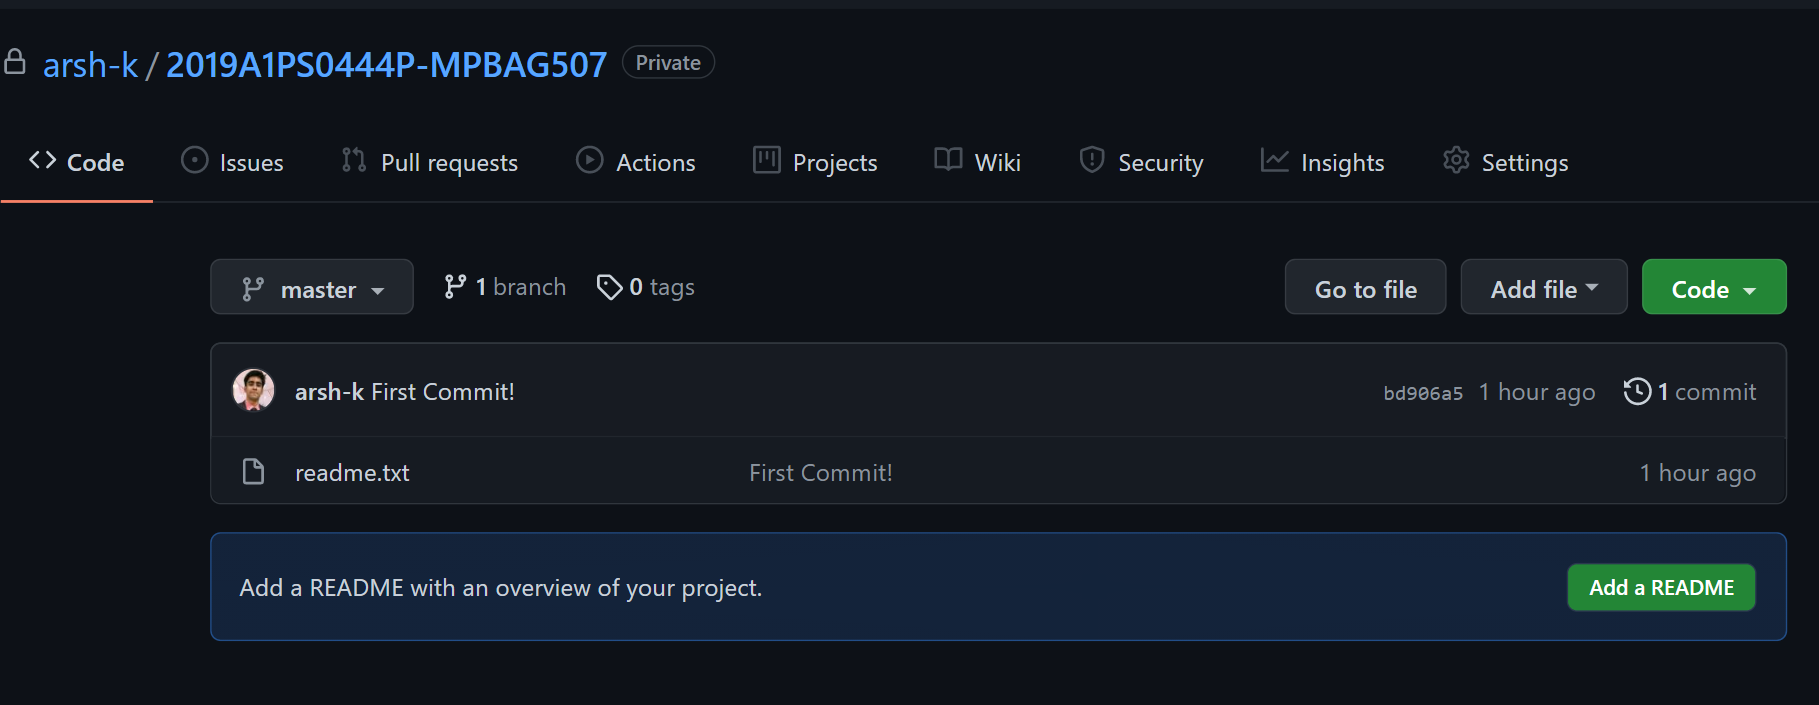 arsh-k / 2019A1PS0444P-MPBAG507 Private
Code Issues Pull requests Actions Projects Wiki Security Insights Settings
master 1 branch 0 tags Go to file Add file Code
arsh-k First Commit! bd906a5 1 hour ago 1 commit
readme.txt First Commit! 1 hour ago
Add a README with an overview of your project. Add a README